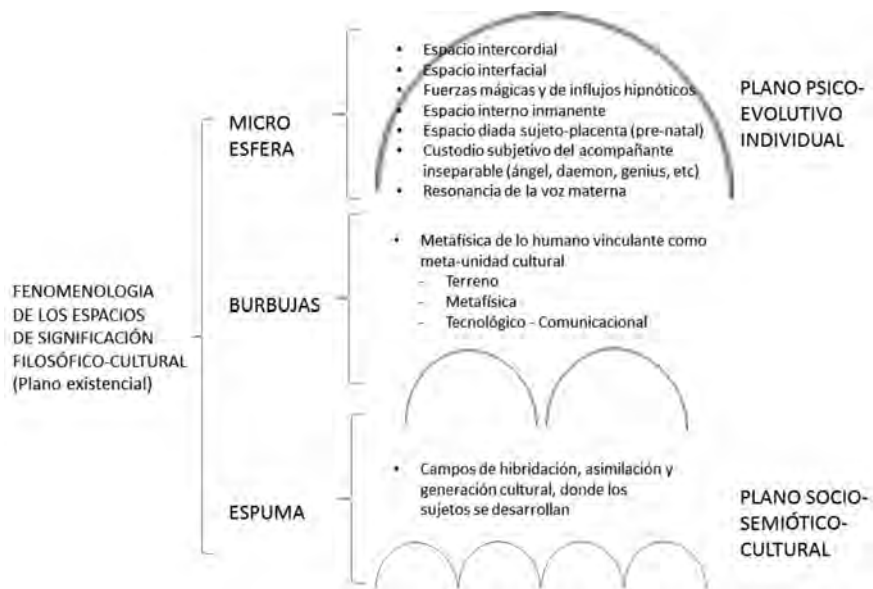 FENOMENOLOGIA
DE LOS ESPACIOS
DE SIGNIFICACIÓN
FILOSÓFICO-CULTURAL
(Plano existencial)
MICRO
ESFERA
• Espacio intercordial
• Espacio interfacial
• Fuerzas mágicas y de influjos hipnóticos
• Espacio interno inmanente
• Espacio diada sujeto-placenta (pre-natal)
• Custodio subjetivo del acompañante
inseparable (ángel, daemon, genius, etc)
• Resonancia de la voz materna
PLANO PSICO-
EVOLUTIVO
INDIVIDUAL
BURBUJAS
• Metafísica de lo humano vinculante como
meta-unidad cultural
- Terreno
- Metafísica
- Tecnológico - Comunicacional
ESPUMA
• Campos de hibridación, asimilación y
generación cultural, donde los
sujetos se desarrollan
PLANO SOCIO-
SEMIÓTICO-
CULTURAL